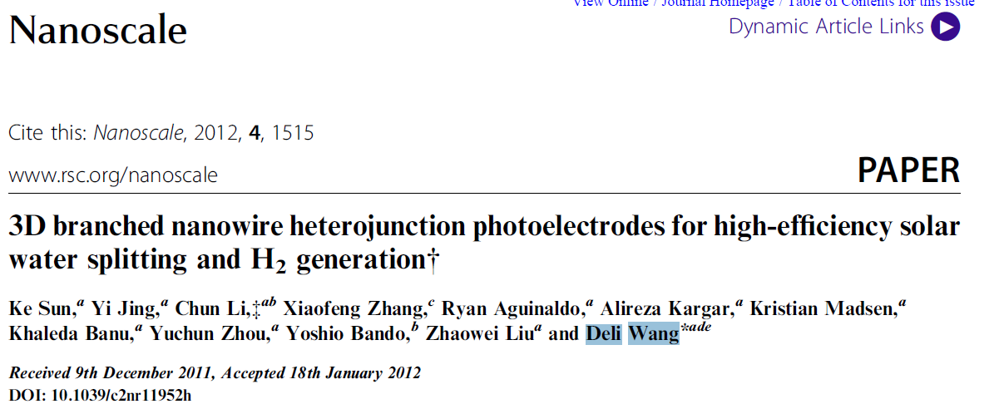 View Online / Journal Homepage / Table of Contents for this issue
Nanoscale
Dynamic Article Links
Cite this: Nanoscale, 2012, 4, 1515
www.rsc.org/nanoscale
PAPER
3D branched nanowire heterojunction photoelectrodes for high-efficiency solar
water splitting and H₂ generation†
Ke Sun,ᵃ Yi Jing,ᵃ Chun Li,‡ᵃᵇ Xiaofeng Zhang,ᶜ Ryan Aguinaldo,ᵃ Alireza Kargar,ᵃ Kristian Madsen,ᵃ
Khaleda Banu,ᵃ Yuchun Zhou,ᵃ Yoshio Bando,ᵇ Zhaowei Liuᵃ and Deli Wang*ᵃᵈᵉ
Received 9th December 2011, Accepted 18th January 2012
DOI: 10.1039/c2nr11952h